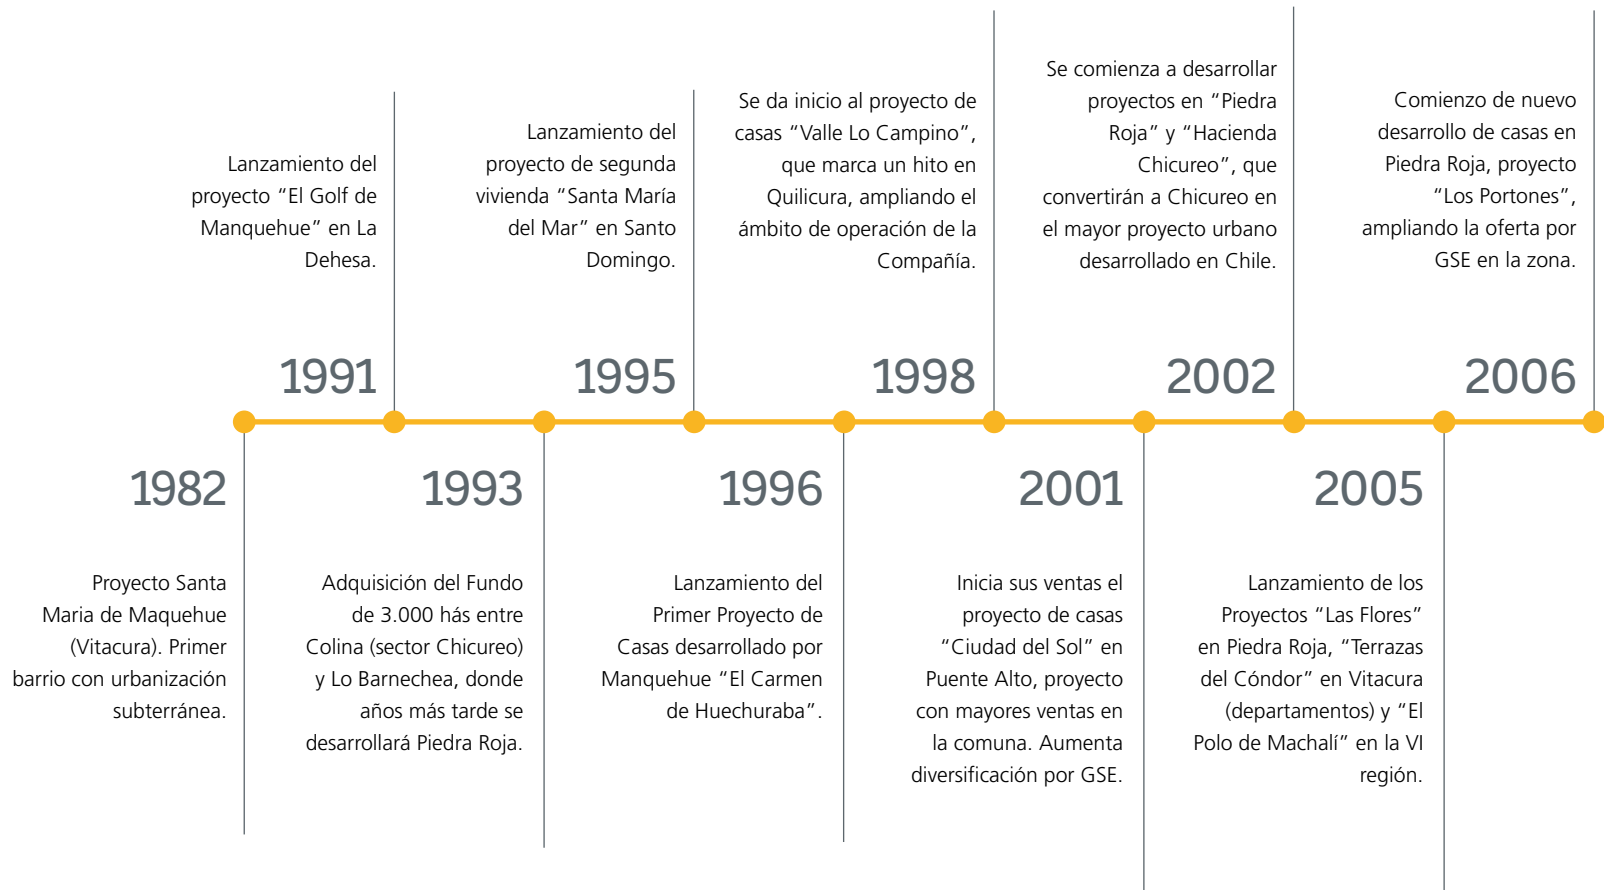 Lanzamiento del
proyecto “El Golf de
Manquehue” en La
Dehesa.
1991
Lanzamiento del
proyecto de segunda
vivienda “Santa María
del Mar” en Santo
Domingo.
1995
Se da inicio al proyecto de
casas “Valle Lo Campino”,
que marca un hito en
Quilicura, ampliando el
ámbito de operación de la
Compañía.
1998
Se comienza a desarrollar
proyectos en “Piedra
Roja” y “Hacienda
Chicureo”, que
convertirán a Chicureo en
el mayor proyecto urbano
desarrollado en Chile.
2002
Comienzo de nuevo
desarrollo de casas en
Piedra Roja, proyecto
“Los Portones”,
ampliando la oferta por
GSE en la zona.
2006
1982
Proyecto Santa
Maria de Maquehue
(Vitacura). Primer
barrio con urbanización
subterránea.
1993
Adquisición del Fundo
de 3.000 hás entre
Colina (sector Chicureo)
y Lo Barnechea, donde
años más tarde se
desarrollará Piedra Roja.
1996
Lanzamiento del
Primer Proyecto de
Casas desarrollado por
Manquehue “El Carmen
de Huechuraba”.
2001
Inicia sus ventas el
proyecto de casas
“Ciudad del Sol” en
Puente Alto, proyecto
con mayores ventas en
la comuna. Aumenta
diversificación por GSE.
2005
Lanzamiento de los
Proyectos “Las Flores”
en Piedra Roja, “Terrazas
del Cóndor” en Vitacura
(departamentos) y “El
Polo de Machalí” en la VI
región.